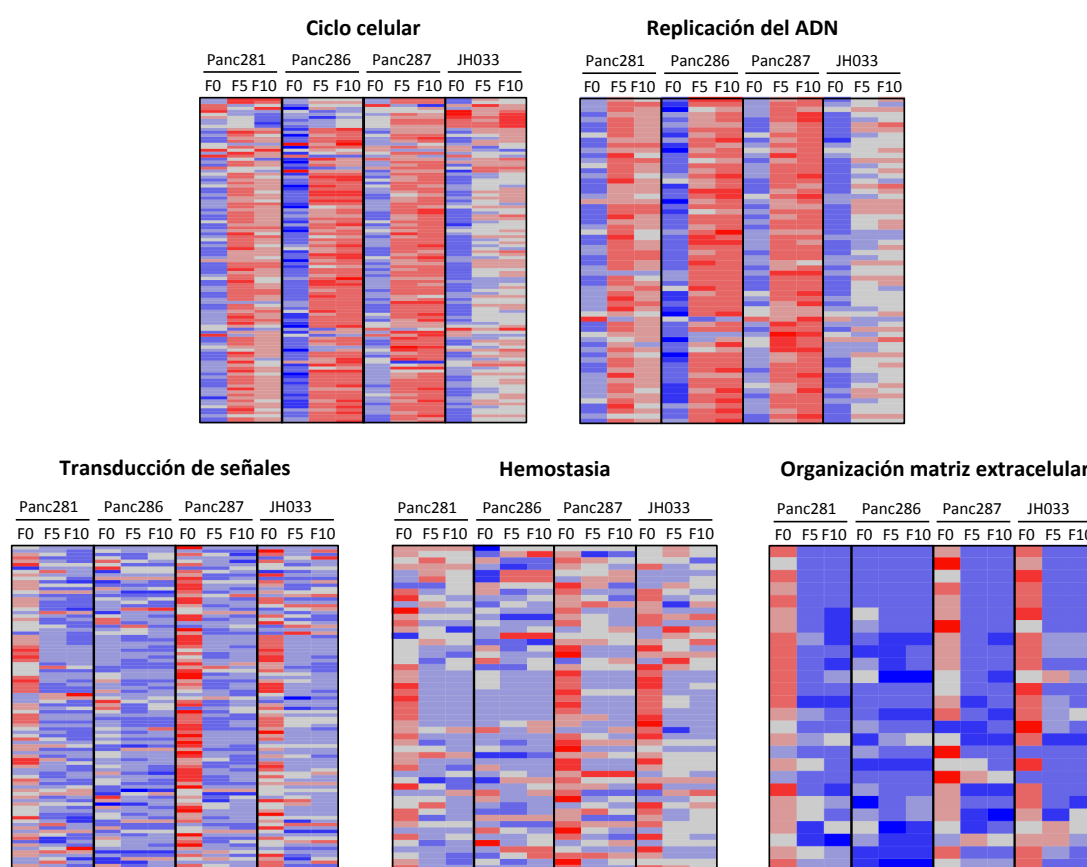 Ciclo celular
Panc281 Panc286 Panc287 JH033
F0 F5 F10 F0 F5 F10 F0 F5 F10 F0 F5 F10
Replicación del ADN
Panc281 Panc286 Panc287 JH033
F0 F5 F10 F0 F5 F10 F0 F5 F10 F0 F5 F10
Transducción de señales
Panc281 Panc286 Panc287 JH033
F0 F5 F10 F0 F5 F10 F0 F5 F10 F0 F5 F10
Hemostasia
Panc281 Panc286 Panc287 JH033
F0 F5 F10 F0 F5 F10 F0 F5 F10 F0 F5 F10
Organización matriz extracelular
Panc281 Panc286 Panc287 JH033
F0 F5 F10 F0 F5 F10 F0 F5 F10 F0 F5 F10